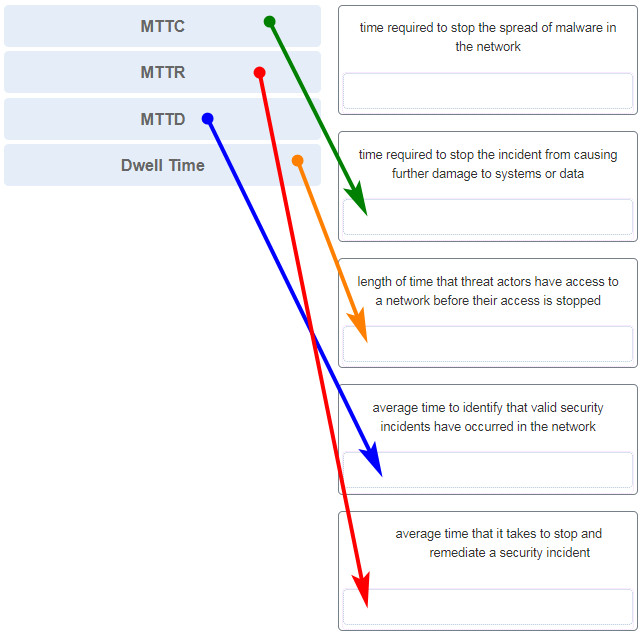 MTTC
MTTR
MTTD
Dwell Time
time required to stop the spread of malware in
the network
time required to stop the incident from causing
further damage to systems or data
length of time that threat actors have access to
a network before their access is stopped
average time to identify that valid security
incidents have occurred in the network
average time that it takes to stop and
remediate a security incident